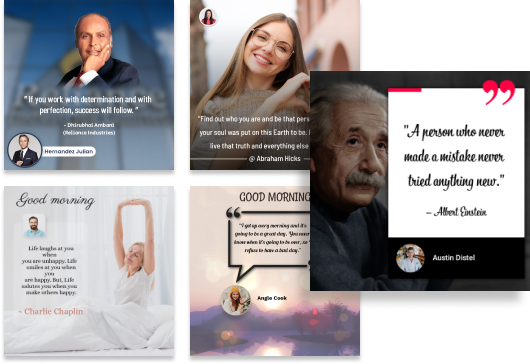 " If you work with determination and with
perfection, success will follow. "
- Dhirubhai Ambani
(Reliance Industries)
Hernandez Julian
"Find out who you are and be that pers
your soul was put on this Earth to be.
live that truth and everything else
@ Abraham Hicks
"A person who never
made a mistake never
tried anything new."
- Albert Einstein
Austin Distel
Good morning
Life laughs at you
when
you are unhappy. Life
smiles at you when
you
are happy. But, Life
salutes you when you
make others happy.
- Charlie Chaplin
GOOD MORNING
"I get up every morning and it's
going to be a great day. You never
know when it's going to be over, so
refuse to have a bad day."
Angie Cook